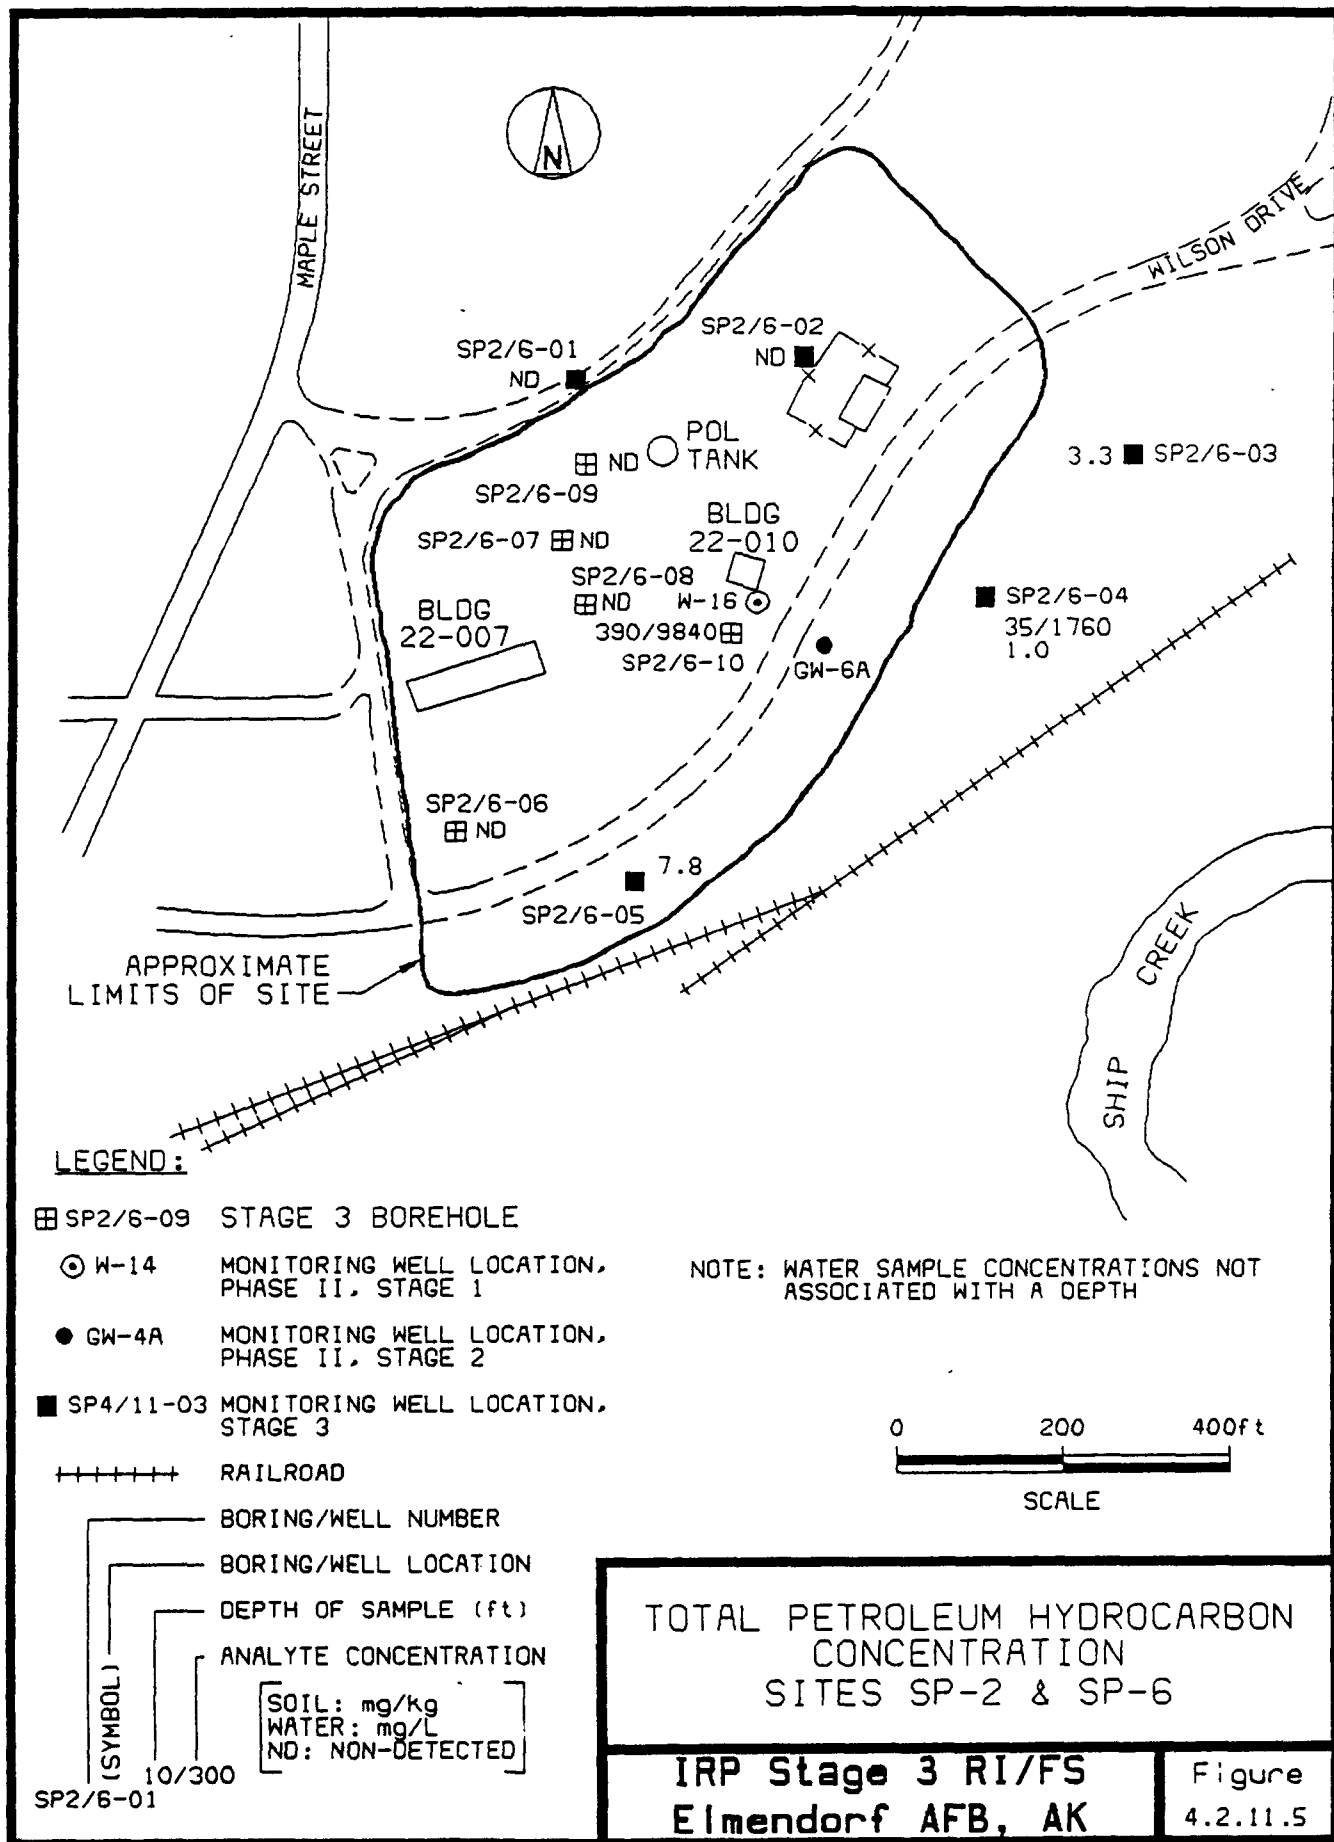 MAPLE STREET
N
WILSON DRIVE
SP2/6-02
ND
SP2/6-01
ND
POL
TANK
ND
SP2/6-09
3.3
SP2/6-03
BLDG
22-010
SP2/6-07
ND
SP2/6-08
ND
W-16
BLDG
22-007
390/9840
SP2/6-10
GW-6A
SP2/6-04
35/1760
1.0
SP2/6-06
ND
7.8
SP2/6-05
APPROXIMATE
LIMITS OF SITE
SHIP CREEK
LEGEND:
SP2/6-09 STAGE 3 BOREHOLE
W-14 MONITORING WELL LOCATION,
PHASE II, STAGE 1
GW-4A MONITORING WELL LOCATION,
PHASE II, STAGE 2
SP4/11-03 MONITORING WELL LOCATION,
STAGE 3
RAILROAD
BORING/WELL NUMBER
BORING/WELL LOCATION
DEPTH OF SAMPLE (ft)
ANALYTE CONCENTRATION
SOIL: mg/kg
WATER: mg/L
ND: NON-DETECTED
(SYMBOL)
10/300
SP2/6-01
NOTE: WATER SAMPLE CONCENTRATIONS NOT
ASSOCIATED WITH A DEPTH
0 200 400ft
SCALE
TOTAL PETROLEUM HYDROCARBON
CONCENTRATION
SITES SP-2 & SP-6
IRP Stage 3 RI/FS
Elmendorf AFB, AK
Figure
4.2.11.5